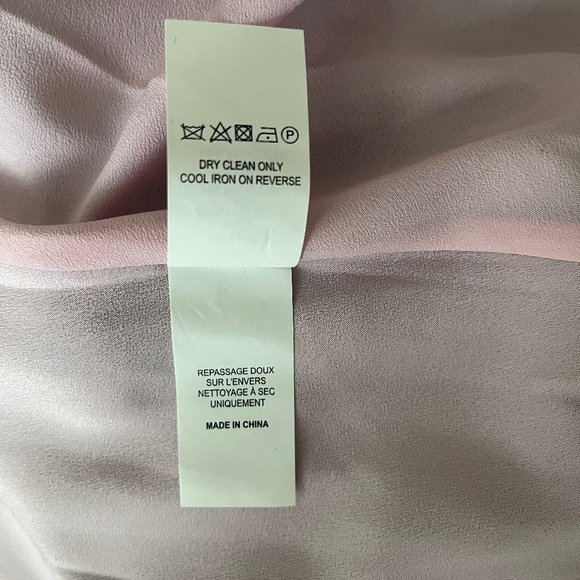 P
DRY CLEAN ONLY
COOL IRON ON REVERSE
REPASSAGE DOUX
SUR L'ENVERS
NETTOYAGE À SEC
UNIQUEMENT
MADE IN CHINA